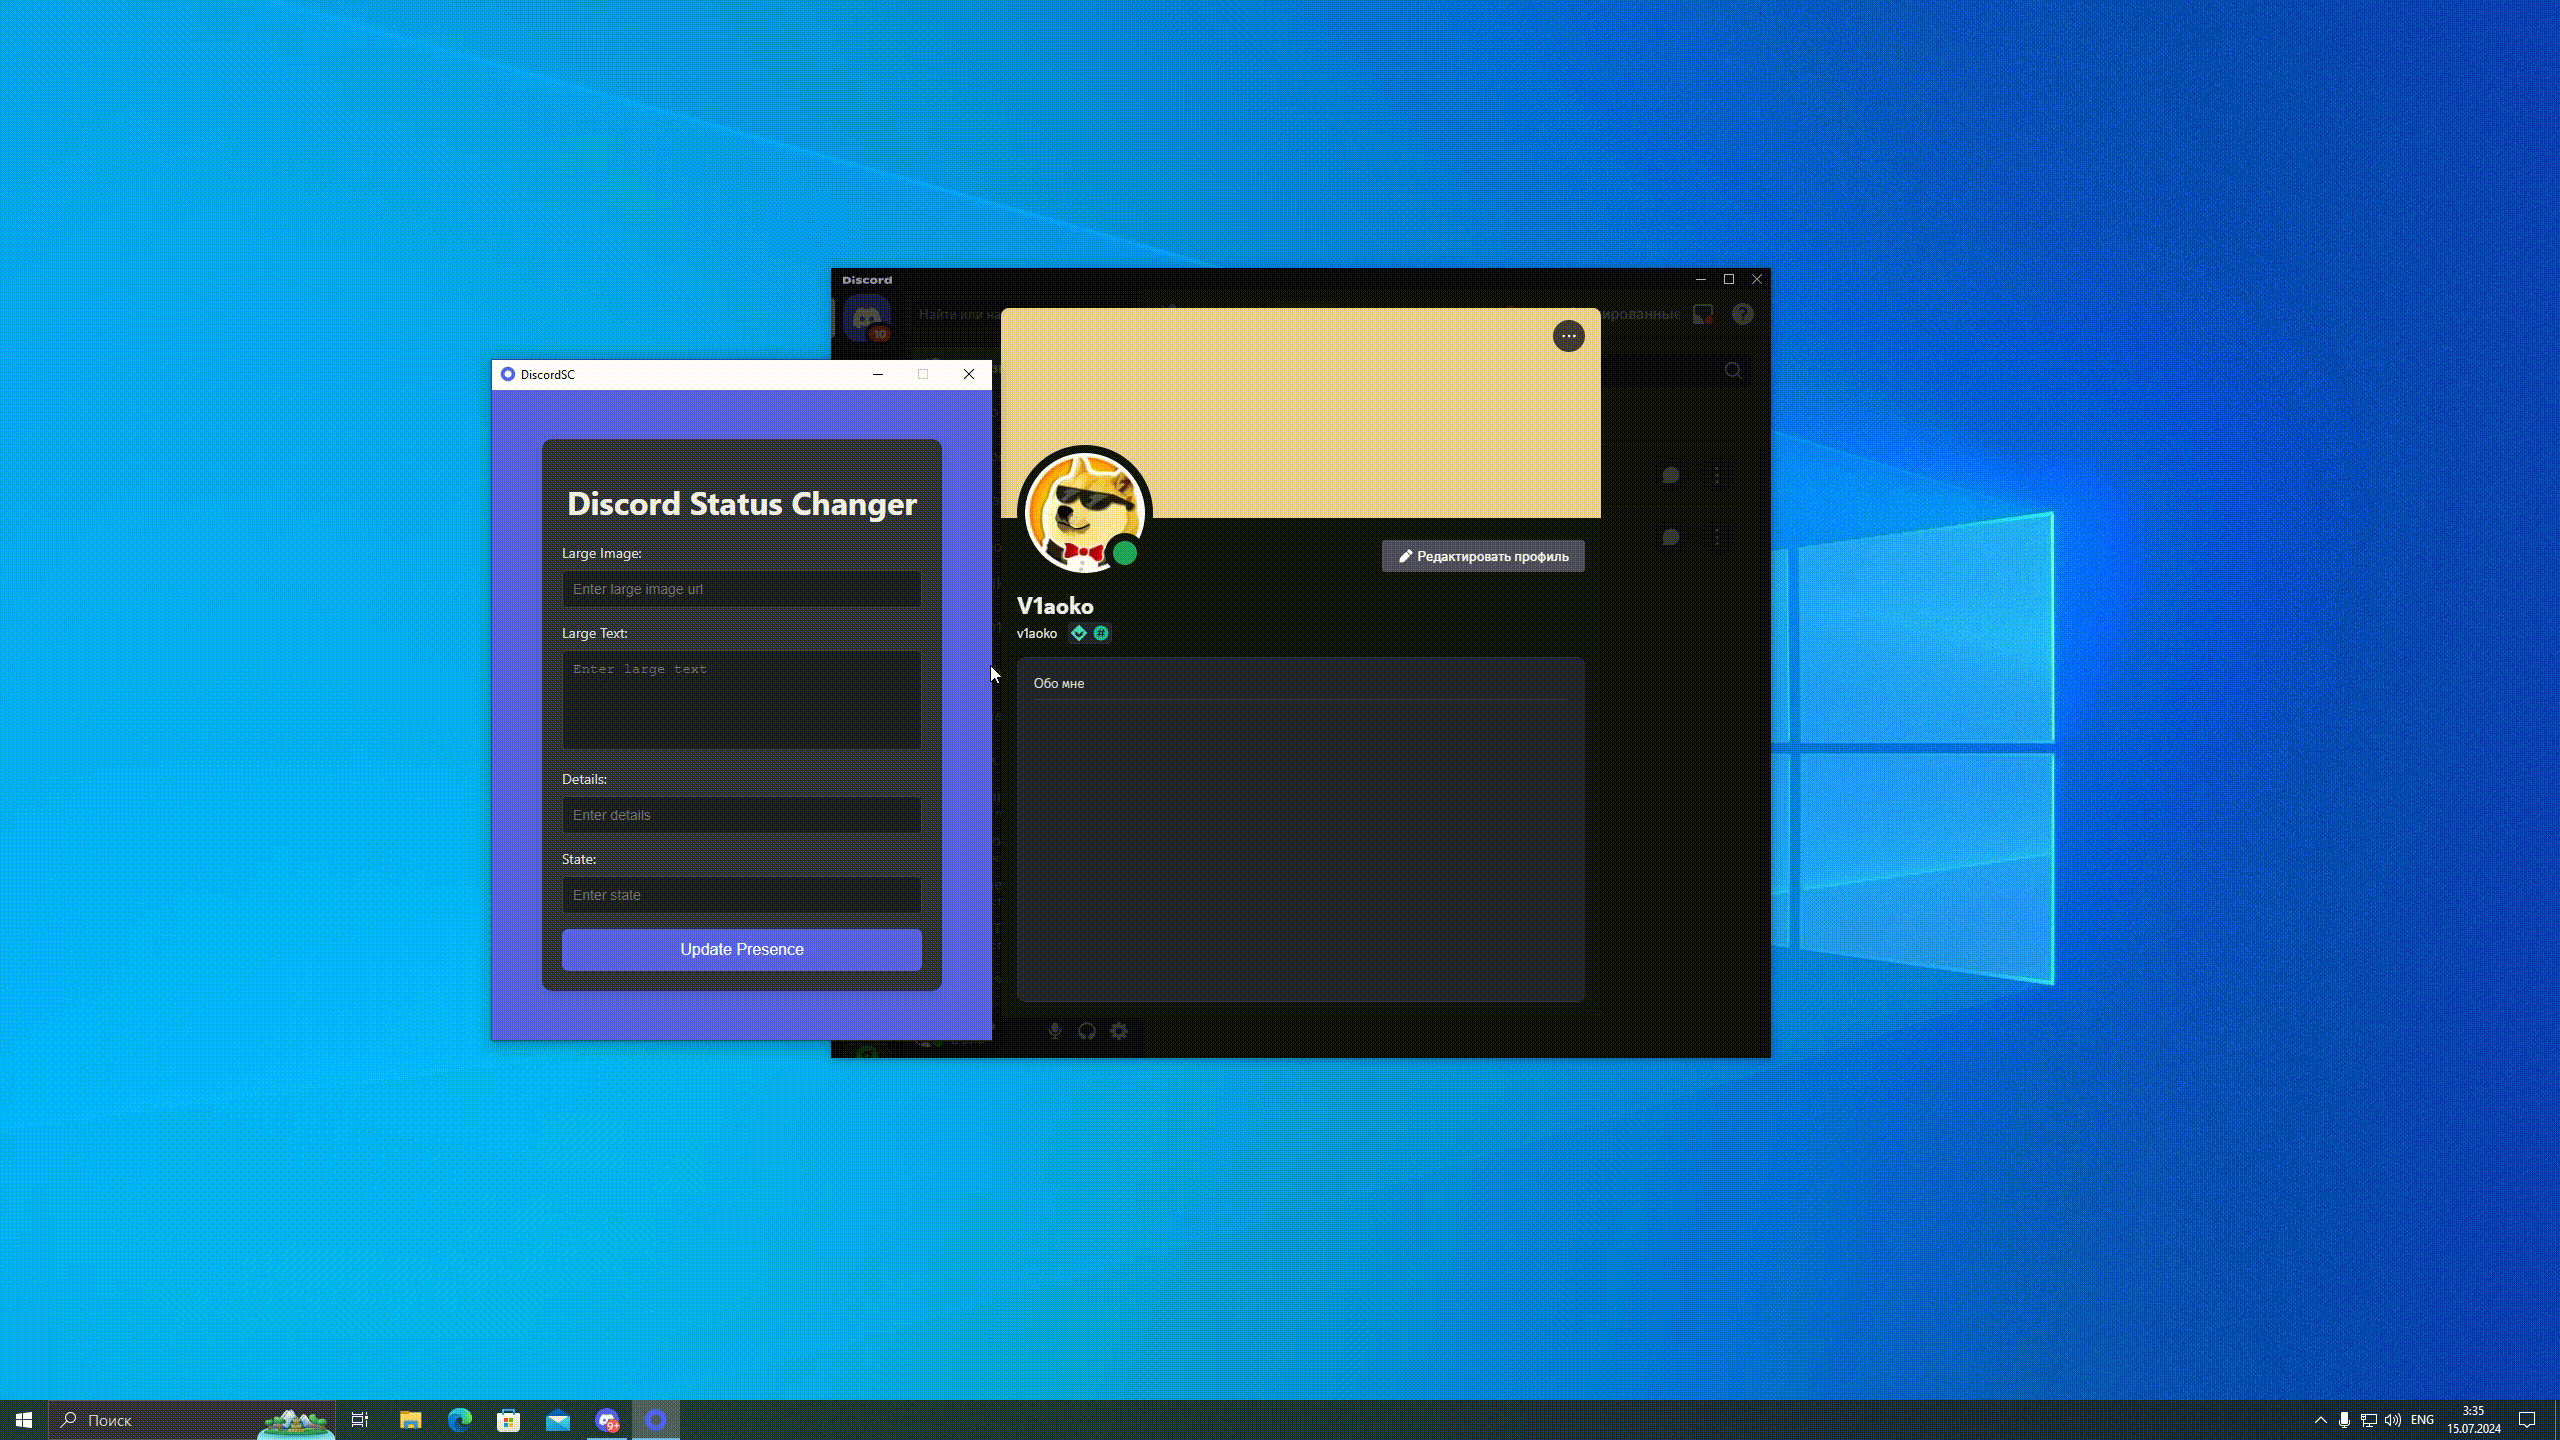 Discord
10
Найти или на
ированные
DiscordSC
Discord Status Changer
Large Image:
Enter large image url
Large Text:
Enter large text
Details:
Enter details
State:
Enter state
Update Presence
Редактировать профиль
V1aoko
v1aoko
Обо мне
Поиск
9+
ENG
3:35
15.07.2024